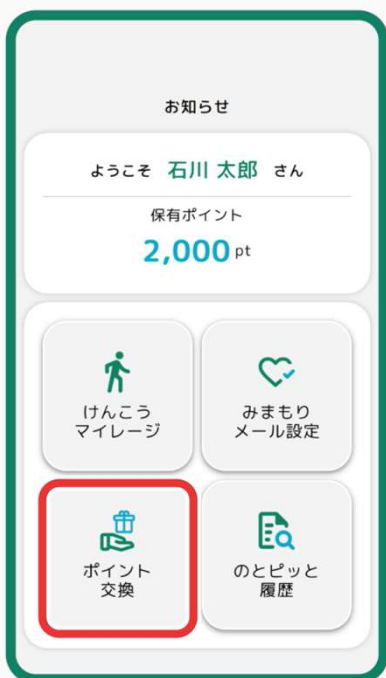 お知らせ
ようこそ 石川 太郎 さん
保有ポイント
2,000 pt
けんこう
マイレージ
みまもり
メール設定
ポイント
交換
のとピッと
履歴